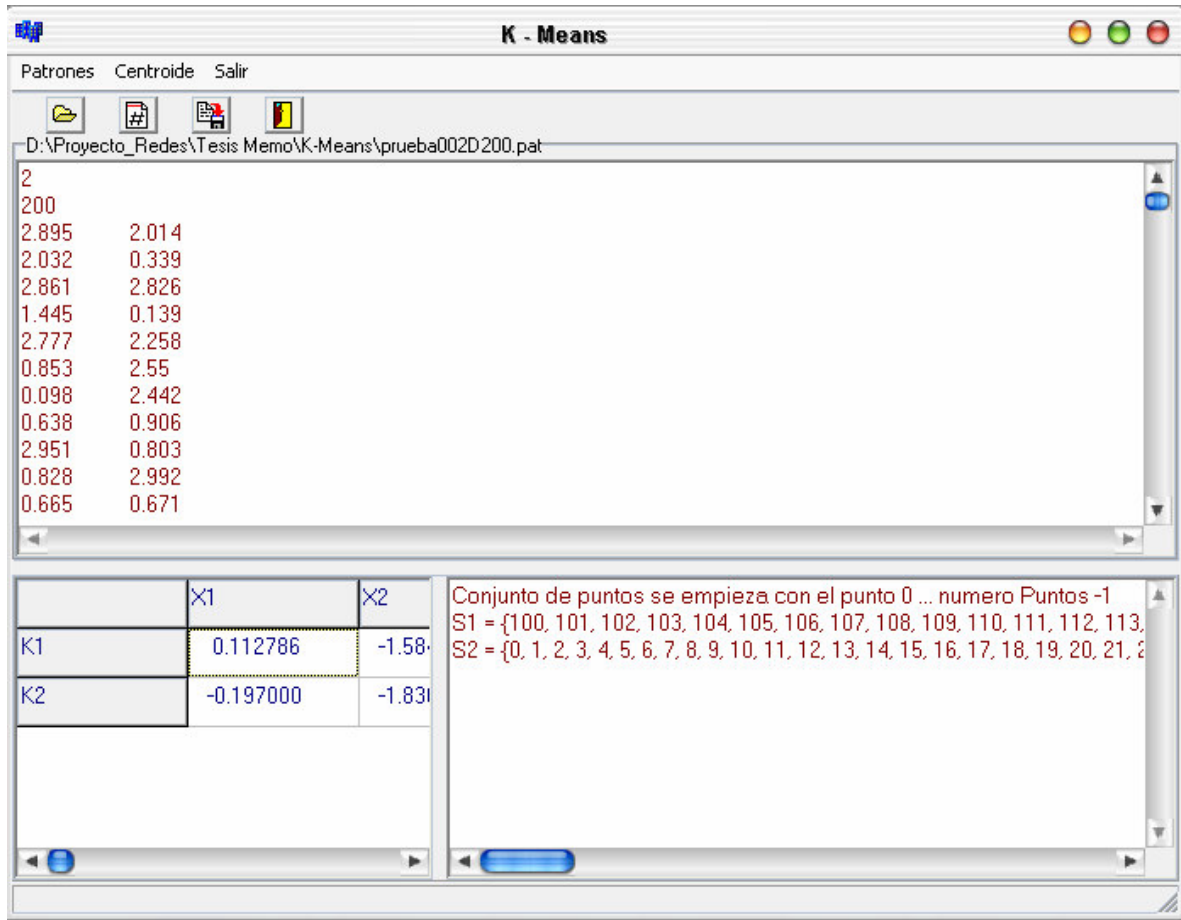 K - Means
Patrones Centroide Salir
D:\Proyecto_Redes\Tesis Memo\K-Means\prueba002D200.pat
2
200
2.895 2.014
2.032 0.339
2.861 2.826
1.445 0.139
2.777 2.258
0.853 2.55
0.098 2.442
0.638 0.906
2.951 0.803
0.828 2.992
0.665 0.671
X1 X2
K1 0.112786 -1.58
K2 -0.197000 -1.83
Conjunto de puntos se empieza con el punto 0 ... numero Puntos -1
S1 = {100, 101, 102, 103, 104, 105, 106, 107, 108, 109, 110, 111, 112, 113,
S2 = {0, 1, 2, 3, 4, 5, 6, 7, 8, 9, 10, 11, 12, 13, 14, 15, 16, 17, 18, 19, 20, 21,